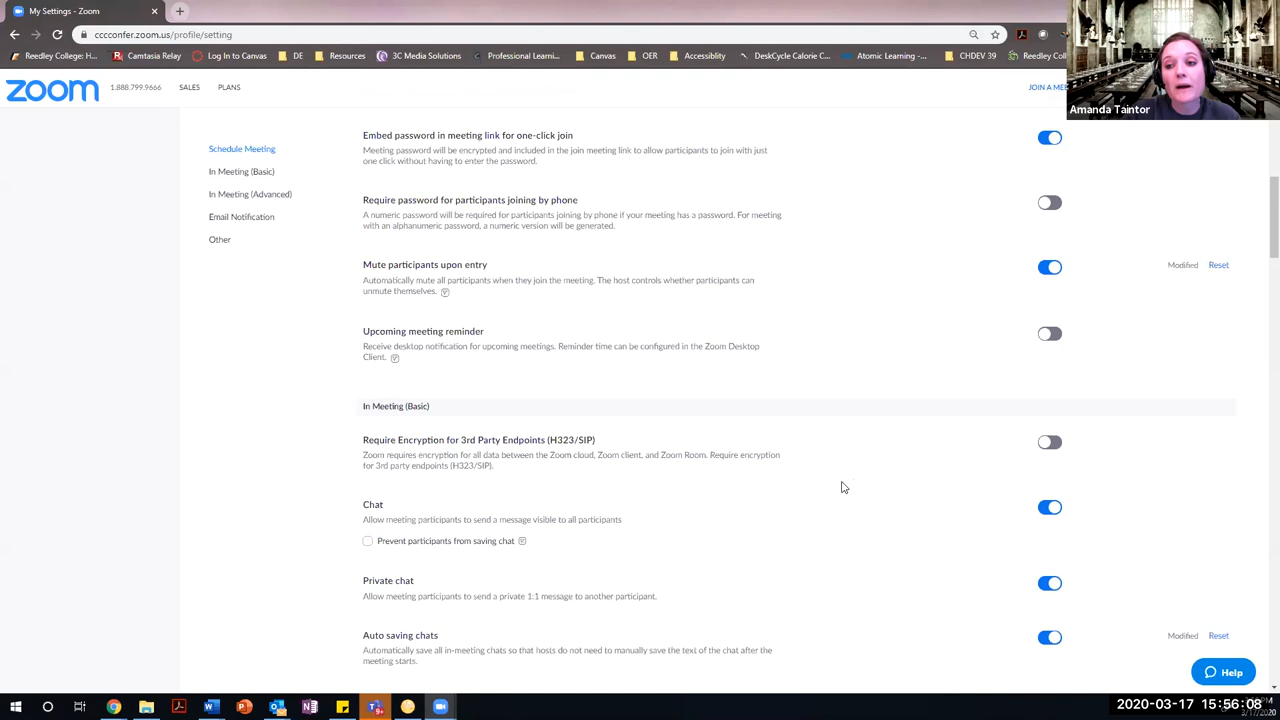 My Settings - Zoom
cccconfer.zoom.us/profile/setting
Reedley College: H...
Camtasia Relay
Log In to Canvas
DE
Resources
3C Media Solutions
Professional Learni...
Canvas
OER
Accessiblity
DeskCycle Calorie C...
Atomic Learning -...
CHDEV 39
Reedley C
Amanda Taintor
zoom
1.888.799.9666
SALES
PLANS
JOIN A MEE
Schedule Meeting
In Meeting (Basic)
In Meeting (Advanced)
Email Notification
Other
Embed password in meeting link for one-click join
Meeting password will be encrypted and included in the join meeting link to allow participants to join with just
one click without having to enter the password.
Require password for participants joining by phone
A numeric password will be required for participants joining by phone if your meeting has a password. For meeting
with an alphanumeric password, a numeric version will be generated.
Mute participants upon entry
Modified Reset
Automatically mute all participants when they join the meeting. The host controls whether participants can
unmute themselves.
Upcoming meeting reminder
Receive desktop notification for upcoming meetings. Reminder time can be configured in the Zoom Desktop
Client.
In Meeting (Basic)
Require Encryption for 3rd Party Endpoints (H323/SIP)
Zoom requires encryption for all data between the Zoom cloud, Zoom client, and Zoom Room. Require encryption
for 3rd party endpoints (H323/SIP).
Chat
Allow meeting participants to send a message visible to all participants
Prevent participants from saving chat
Private chat
Allow meeting participants to send a private 1:1 message to another participant.
Auto saving chats
Modified Reset
Automatically save all in-meeting chats so that hosts do not need to manually save the text of the chat after the
meeting starts.
Help
2020-03-17 15:56:08
3/17/2020